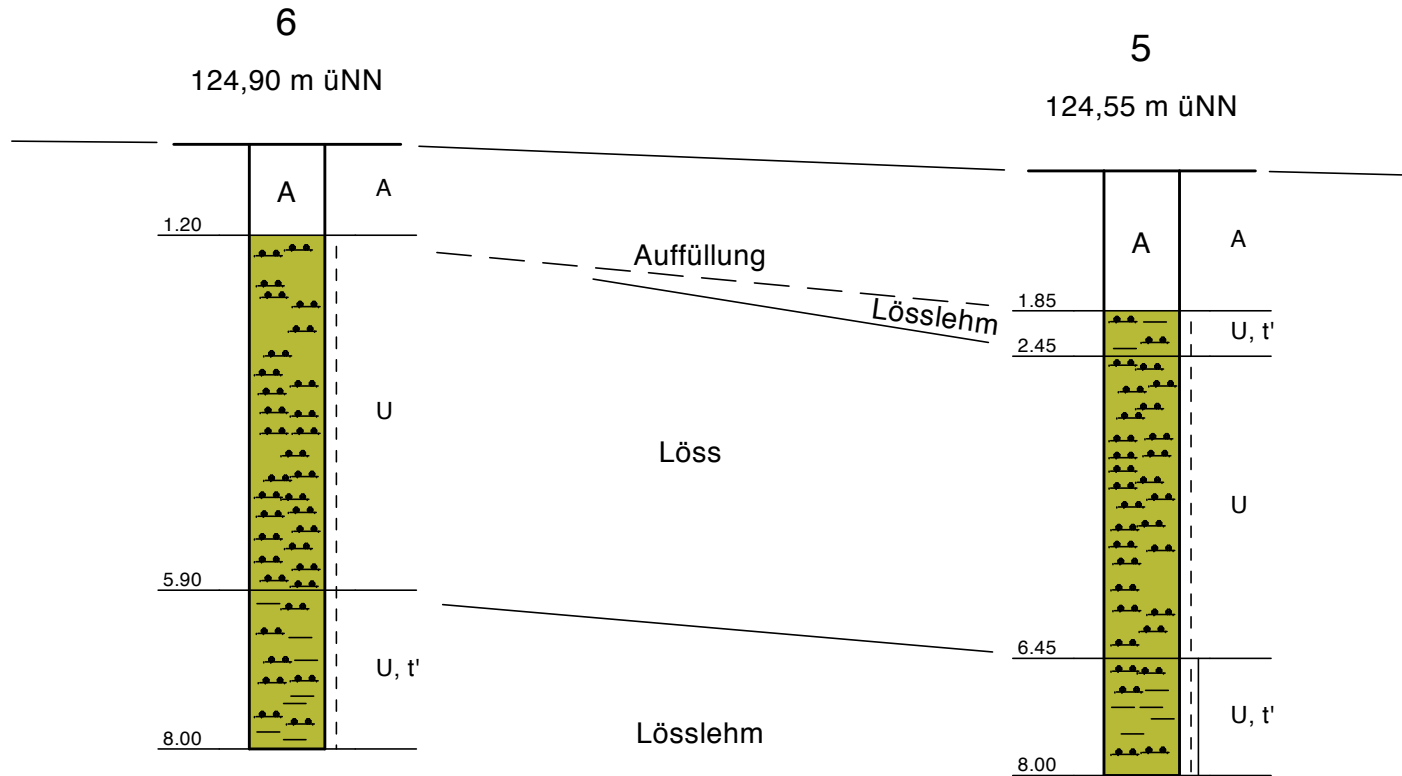 6
124,90 m üNN
5
124,55 m üNN
A
A
1.20
A
A
Auffüllung
1.85
Lösslehm
U, t'
2.45
U
Löss
U
5.90
6.45
U, t'
U, t'
Lösslehm
8.00
8.00